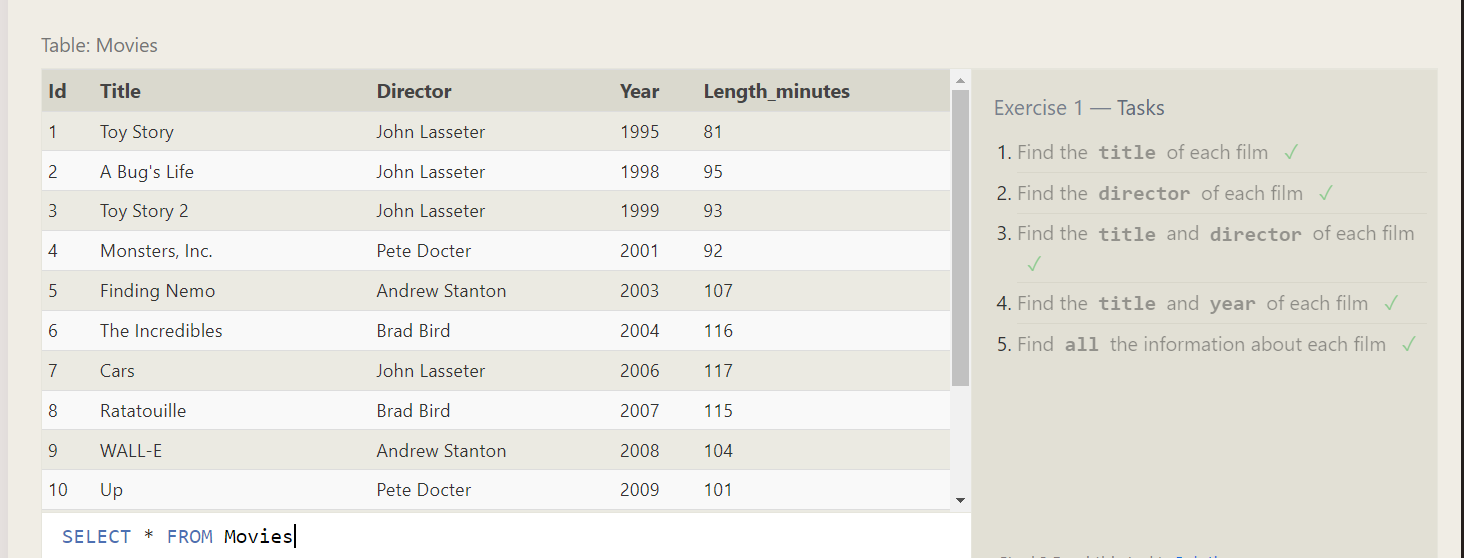 Table: Movies
Id Title Director Year Length_minutes
1 Toy Story John Lasseter 1995 81
2 A Bug's Life John Lasseter 1998 95
3 Toy Story 2 John Lasseter 1999 93
4 Monsters, Inc. Pete Docter 2001 92
5 Finding Nemo Andrew Stanton 2003 107
6 The Incredibles Brad Bird 2004 116
7 Cars John Lasseter 2006 117
8 Ratatouille Brad Bird 2007 115
9 WALL-E Andrew Stanton 2008 104
10 Up Pete Docter 2009 101
SELECT * FROM Movies
Exercise 1 — Tasks
1. Find the title of each film ✓
2. Find the director of each film ✓
3. Find the title and director of each film
✓
4. Find the title and year of each film ✓
5. Find all the information about each film ✓